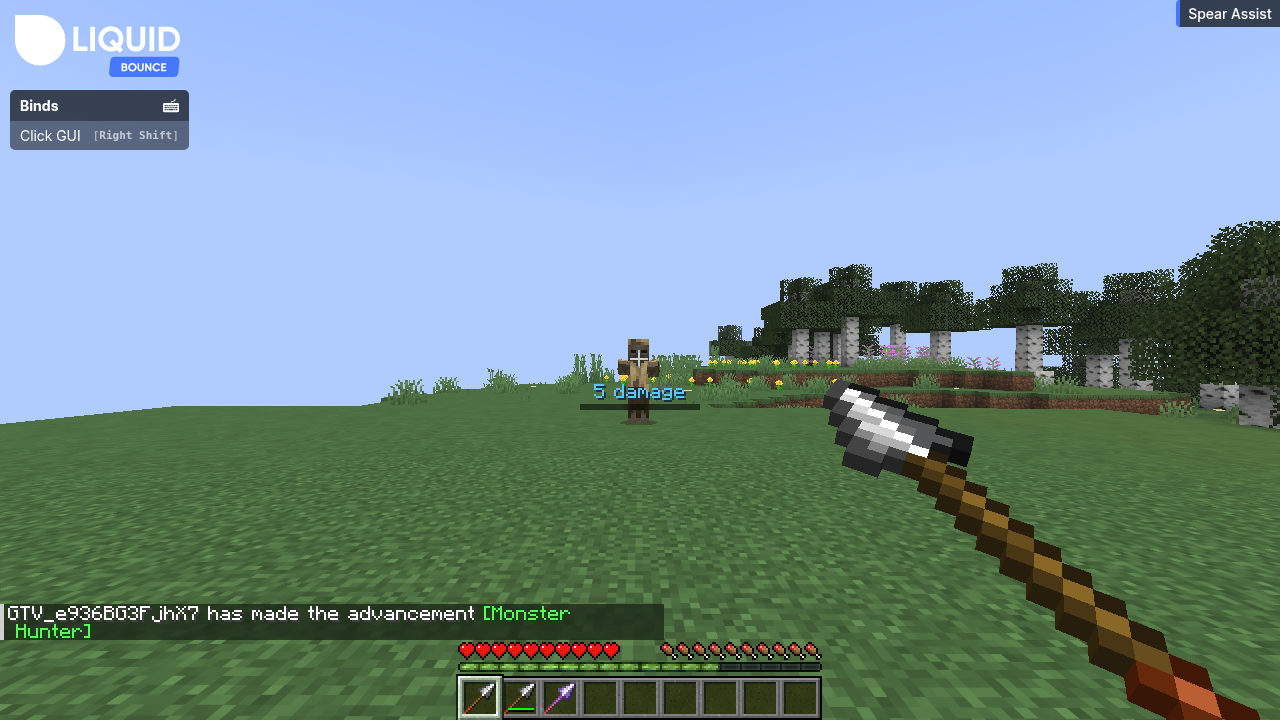 LIQUID
BOUNCE
Spear Assist
Binds
Click GUI [Right Shift]
5 damage
GTV_e936BG3FjhX7 has made the advancement [Monster
Hunter]